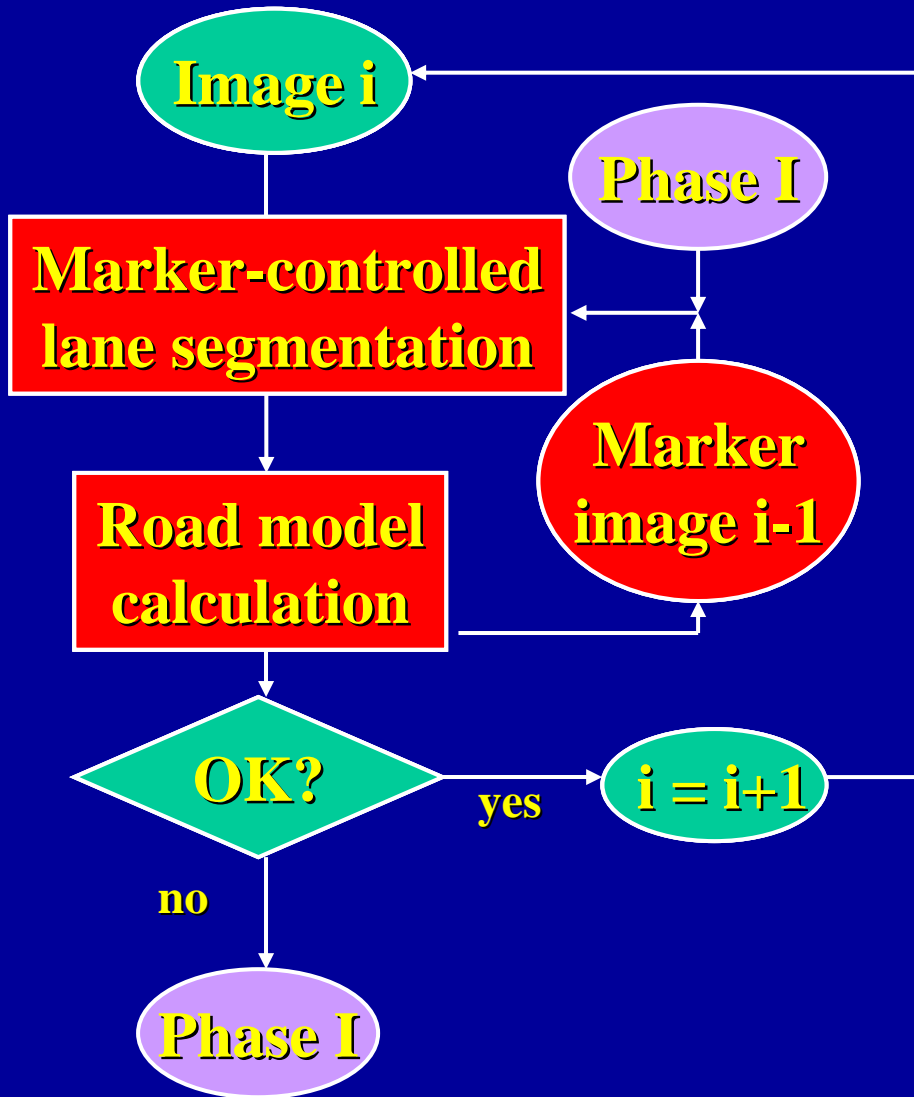 Image i
Phase I
Marker-controlled
lane segmentation
Marker
image i-1
Road model
calculation
OK?
yes
i = i+1
no
Phase I